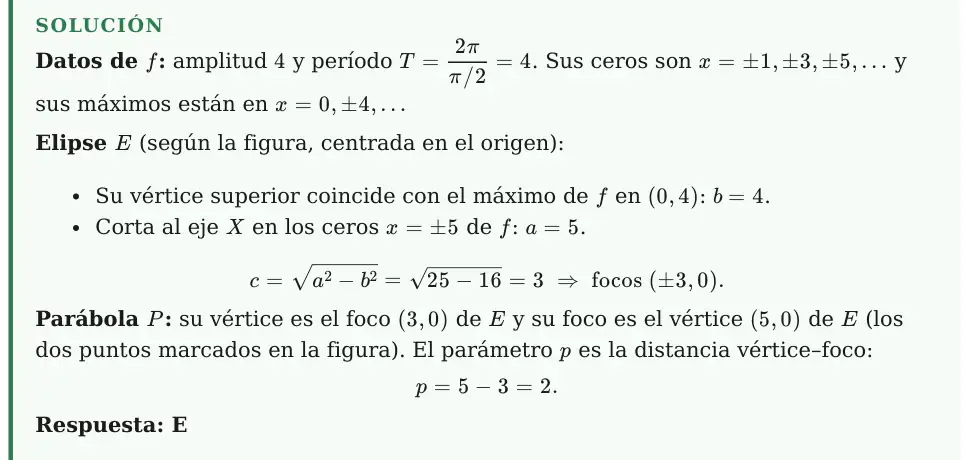 SOLUCIÓN
Datos de f: amplitud 4 y período T = 2π / (π/2) = 4. Sus ceros son x = ±1, ±3, ±5, … y
sus máximos están en x = 0, ±4, …
Elipse E (según la figura, centrada en el origen):
• Su vértice superior coincide con el máximo de f en (0, 4): b = 4.
• Corta al eje X en los ceros x = ±5 de f: a = 5.
c = √(a² − b²) = √(25 − 16) = 3 ⇒ focos (±3, 0).
Parábola P: su vértice es el foco (3, 0) de E y su foco es el vértice (5, 0) de E (los
dos puntos marcados en la figura). El parámetro p es la distancia vértice–foco:
p = 5 − 3 = 2.
Respuesta: E